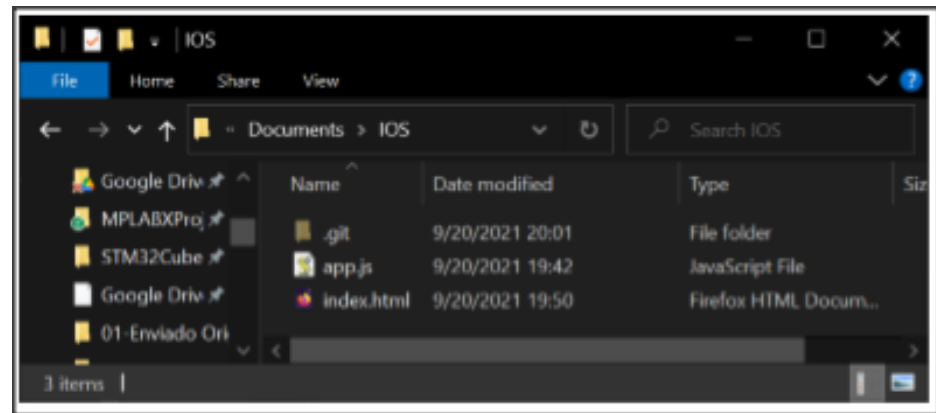 IOS
File Home Share View
« Documents > IOS Search IOS
Google Driv Name Date modified Type Siz
MPLABXProj .git 9/20/2021 20:01 File folder
STM32Cube app.js 9/20/2021 19:42 JavaScript File
Google Driv index.html 9/20/2021 19:50 Firefox HTML Docum...
01-Enviado Ori
3 items